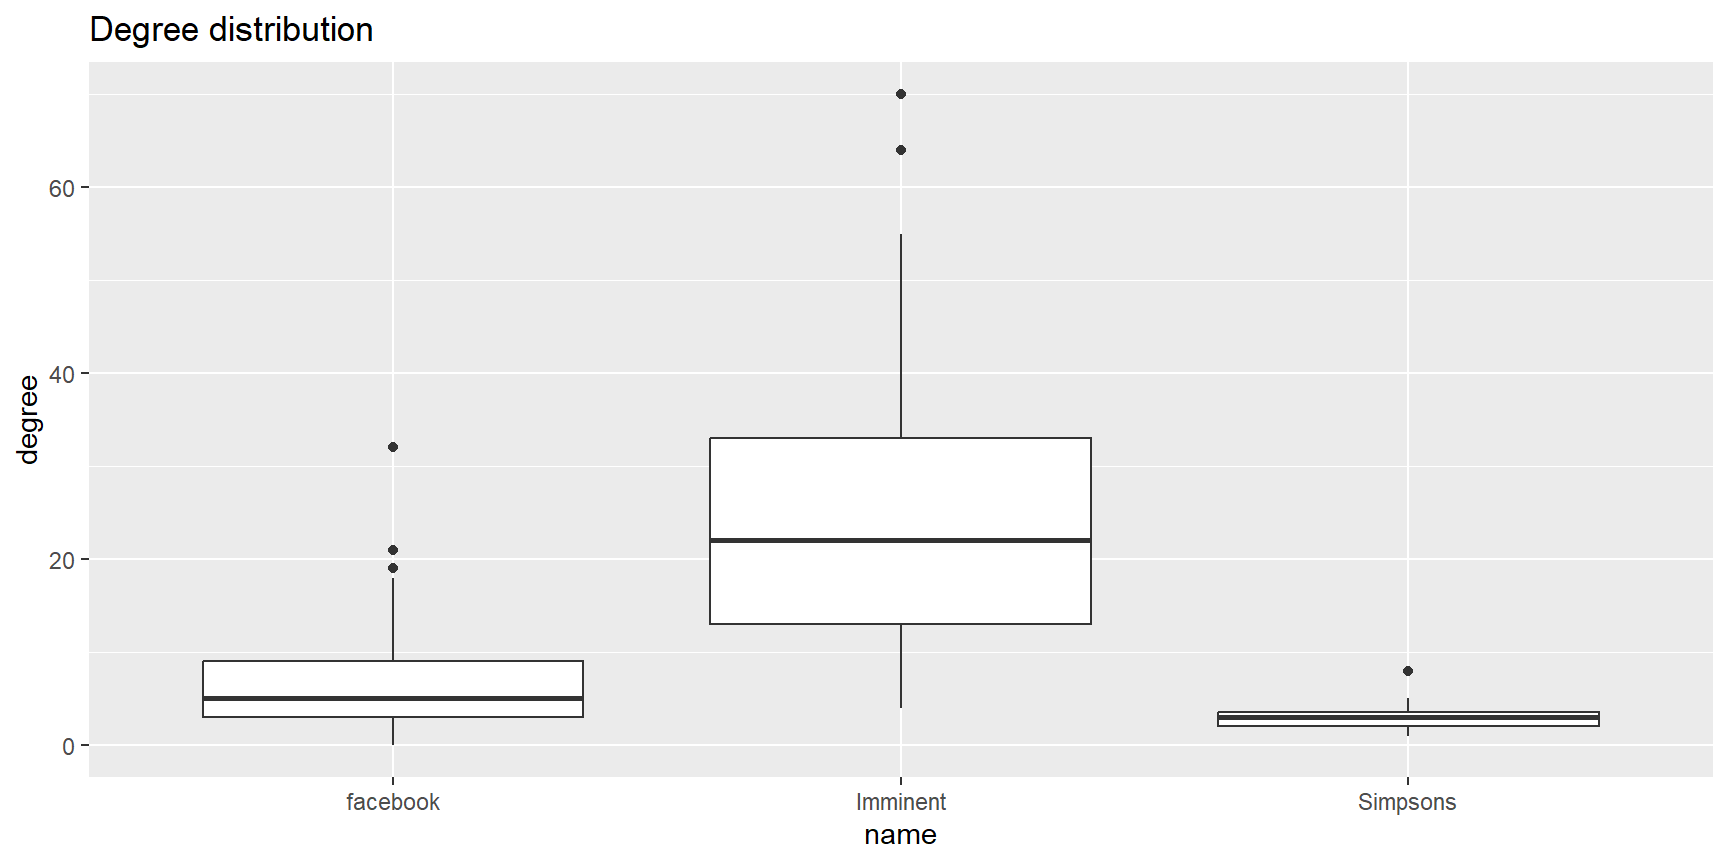 Degree distribution
degree
60
40
20
0
facebook Imminent Simpsons
name